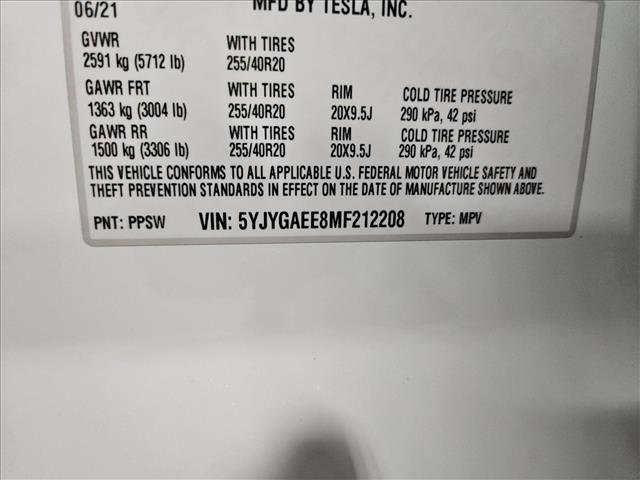 06/21 MFD BY TESLA, INC.
GVWR WITH TIRES
2591 kg (5712 lb) 255/40R20
GAWR FRT WITH TIRES RIM COLD TIRE PRESSURE
1363 kg (3004 lb) 255/40R20 20X9.5J 290 kPa, 42 psi
GAWR RR WITH TIRES RIM COLD TIRE PRESSURE
1500 kg (3306 lb) 255/40R20 20X9.5J 290 kPa, 42 psi
THIS VEHICLE CONFORMS TO ALL APPLICABLE U.S. FEDERAL MOTOR VEHICLE SAFETY AND
THEFT PREVENTION STANDARDS IN EFFECT ON THE DATE OF MANUFACTURE SHOWN ABOVE.
PNT: PPSW VIN: 5YJYGAEE8MF212208 TYPE: MPV